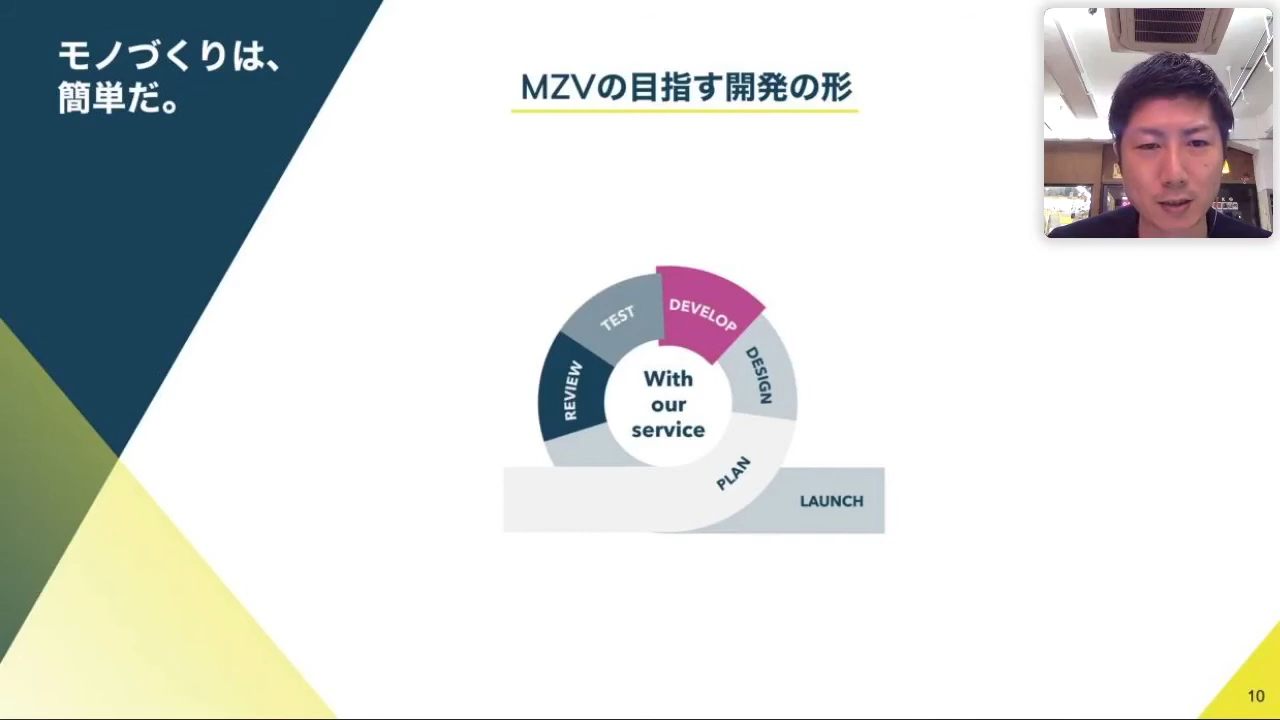 モノづくりは、
簡単だ。
MZVの目指す開発の形
TEST
DEVELOP
DESIGN
REVIEW
With
our
service
PLAN
LAUNCH
10